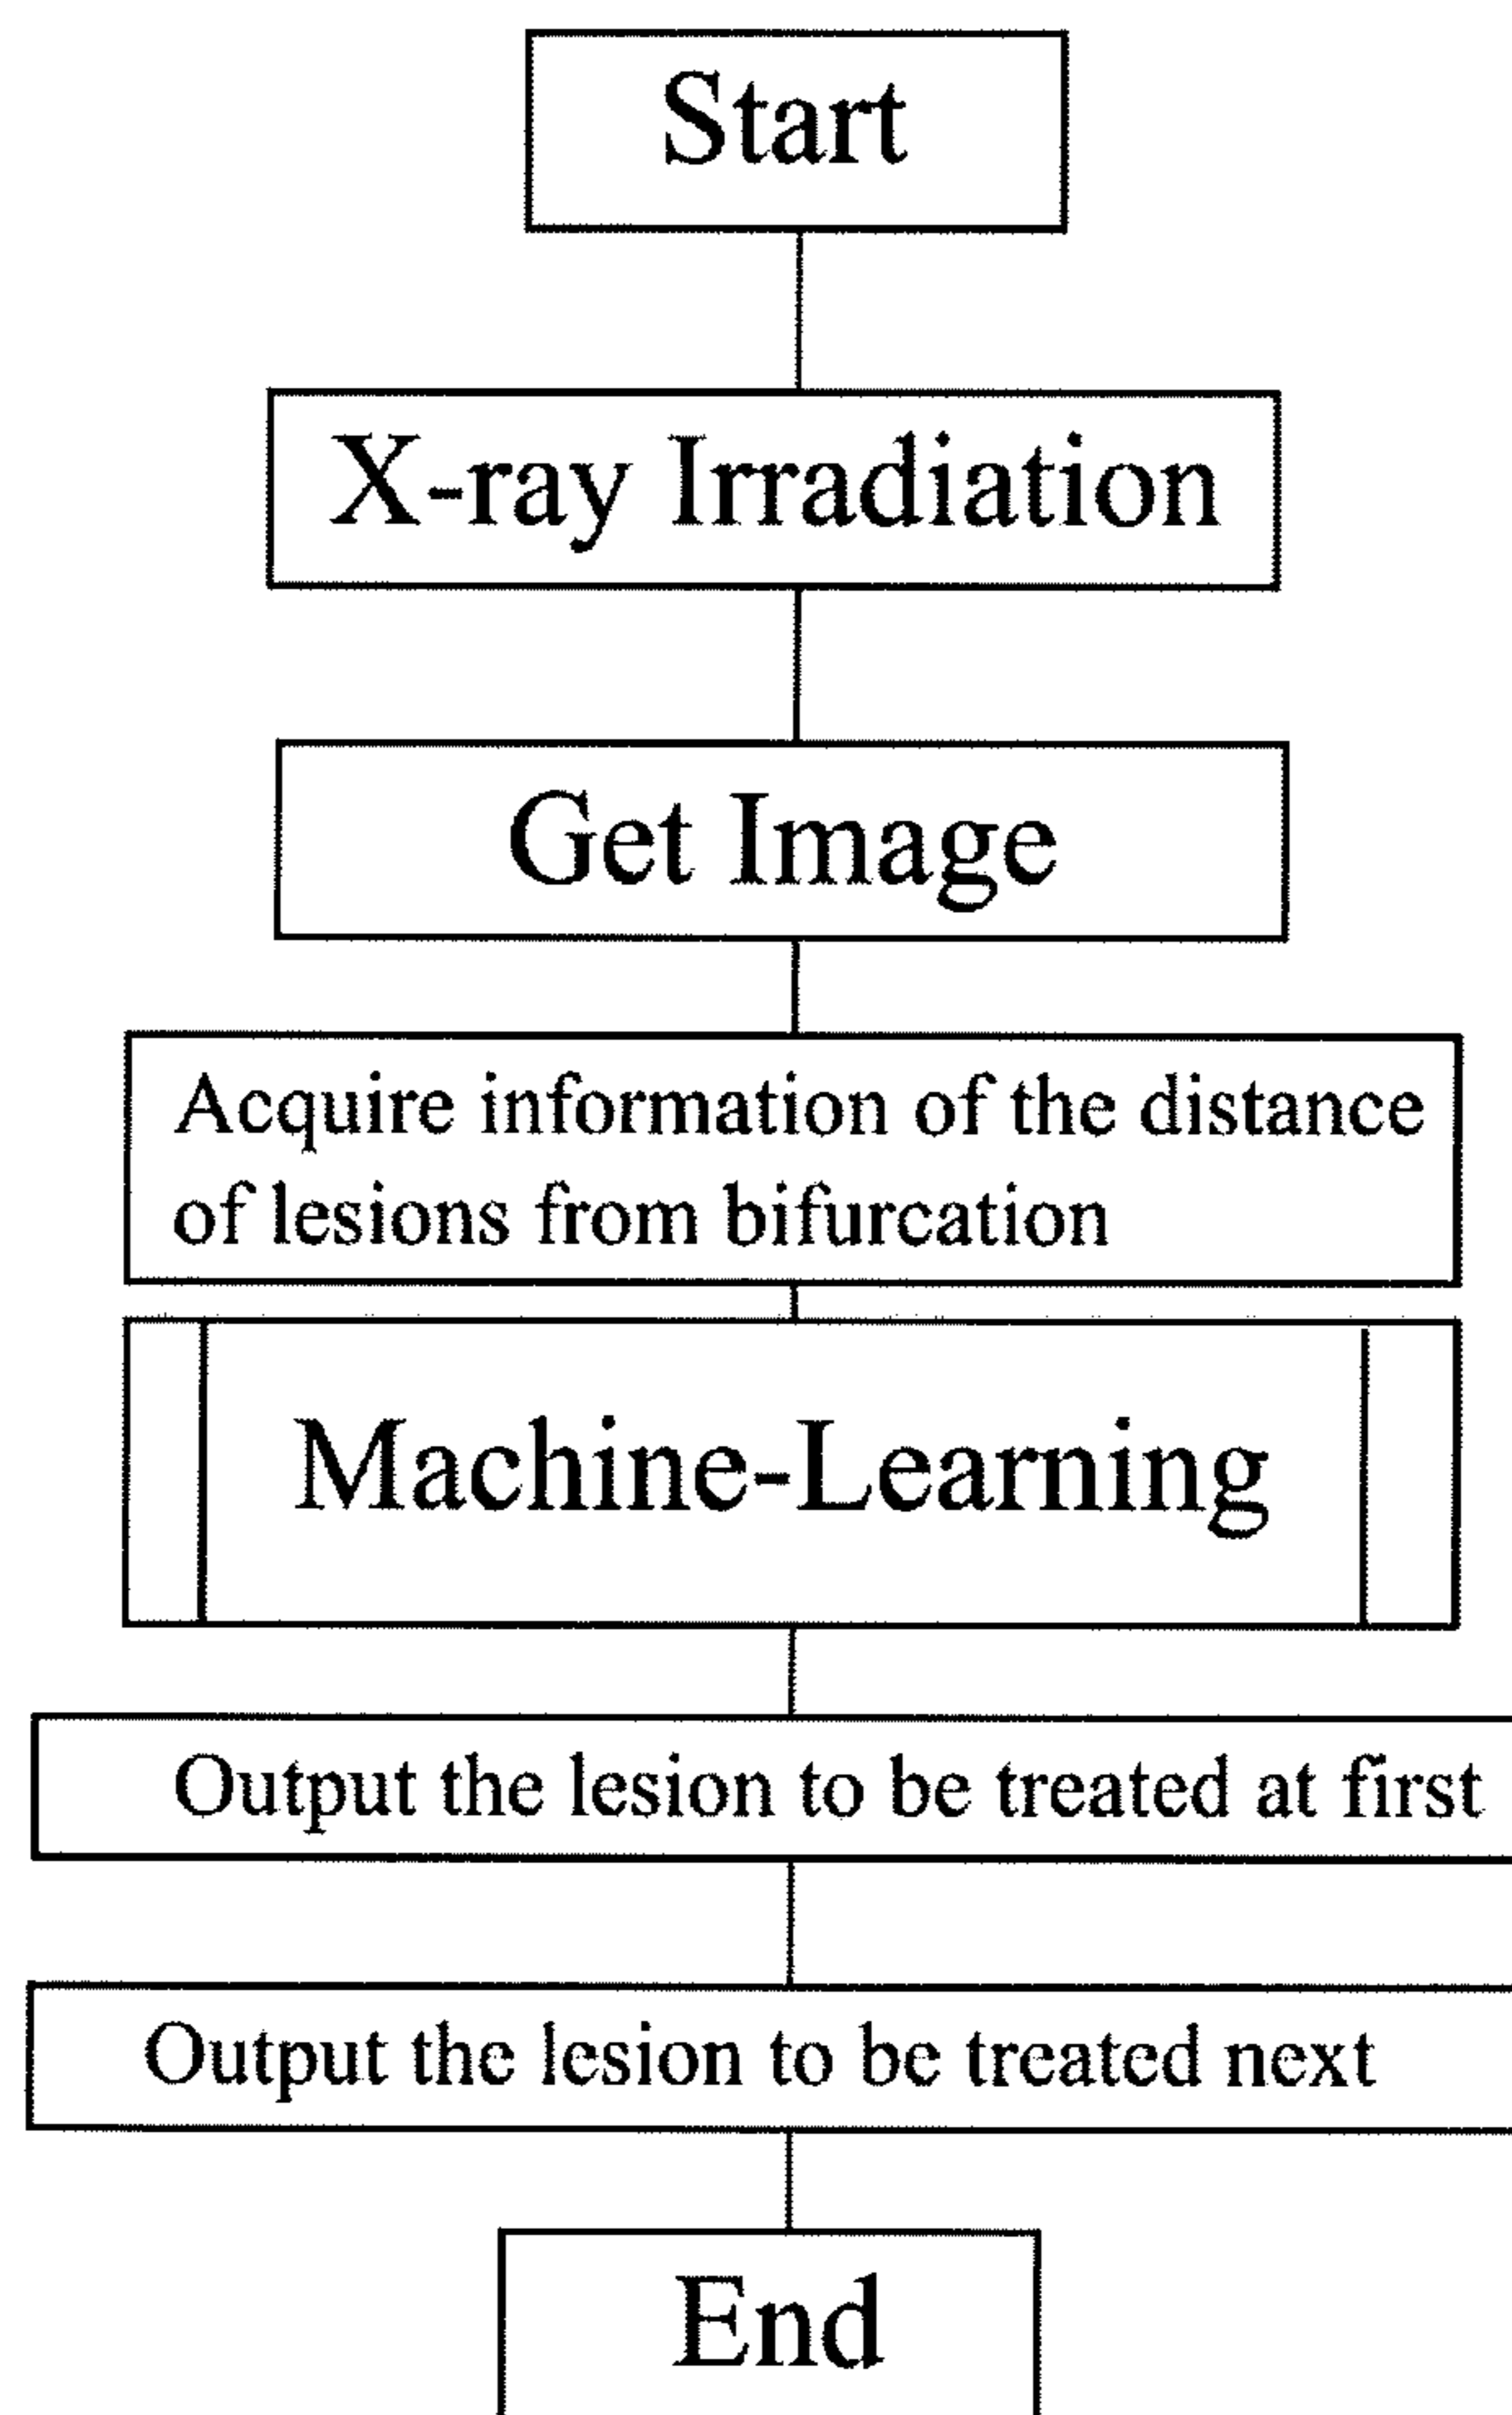 Start
X-ray Irradiation
Get Image
Acquire information of the distance
of lesions from bifurcation
Machine-Learning
Output the lesion to be treated at first
Output the lesion to be treated next
End